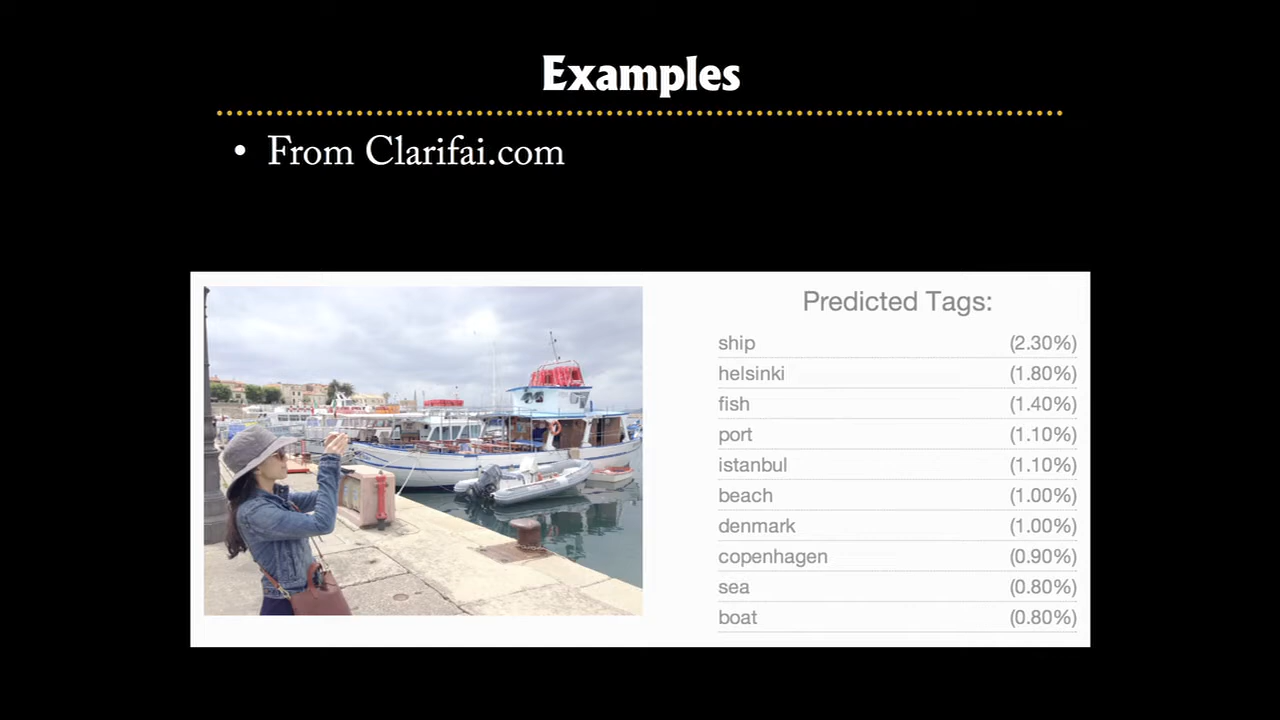 Examples
• From Clarifai.com
Predicted Tags:
ship (2.30%)
helsinki (1.80%)
fish (1.40%)
port (1.10%)
istanbul (1.10%)
beach (1.00%)
denmark (1.00%)
copenhagen (0.90%)
sea (0.80%)
boat (0.80%)